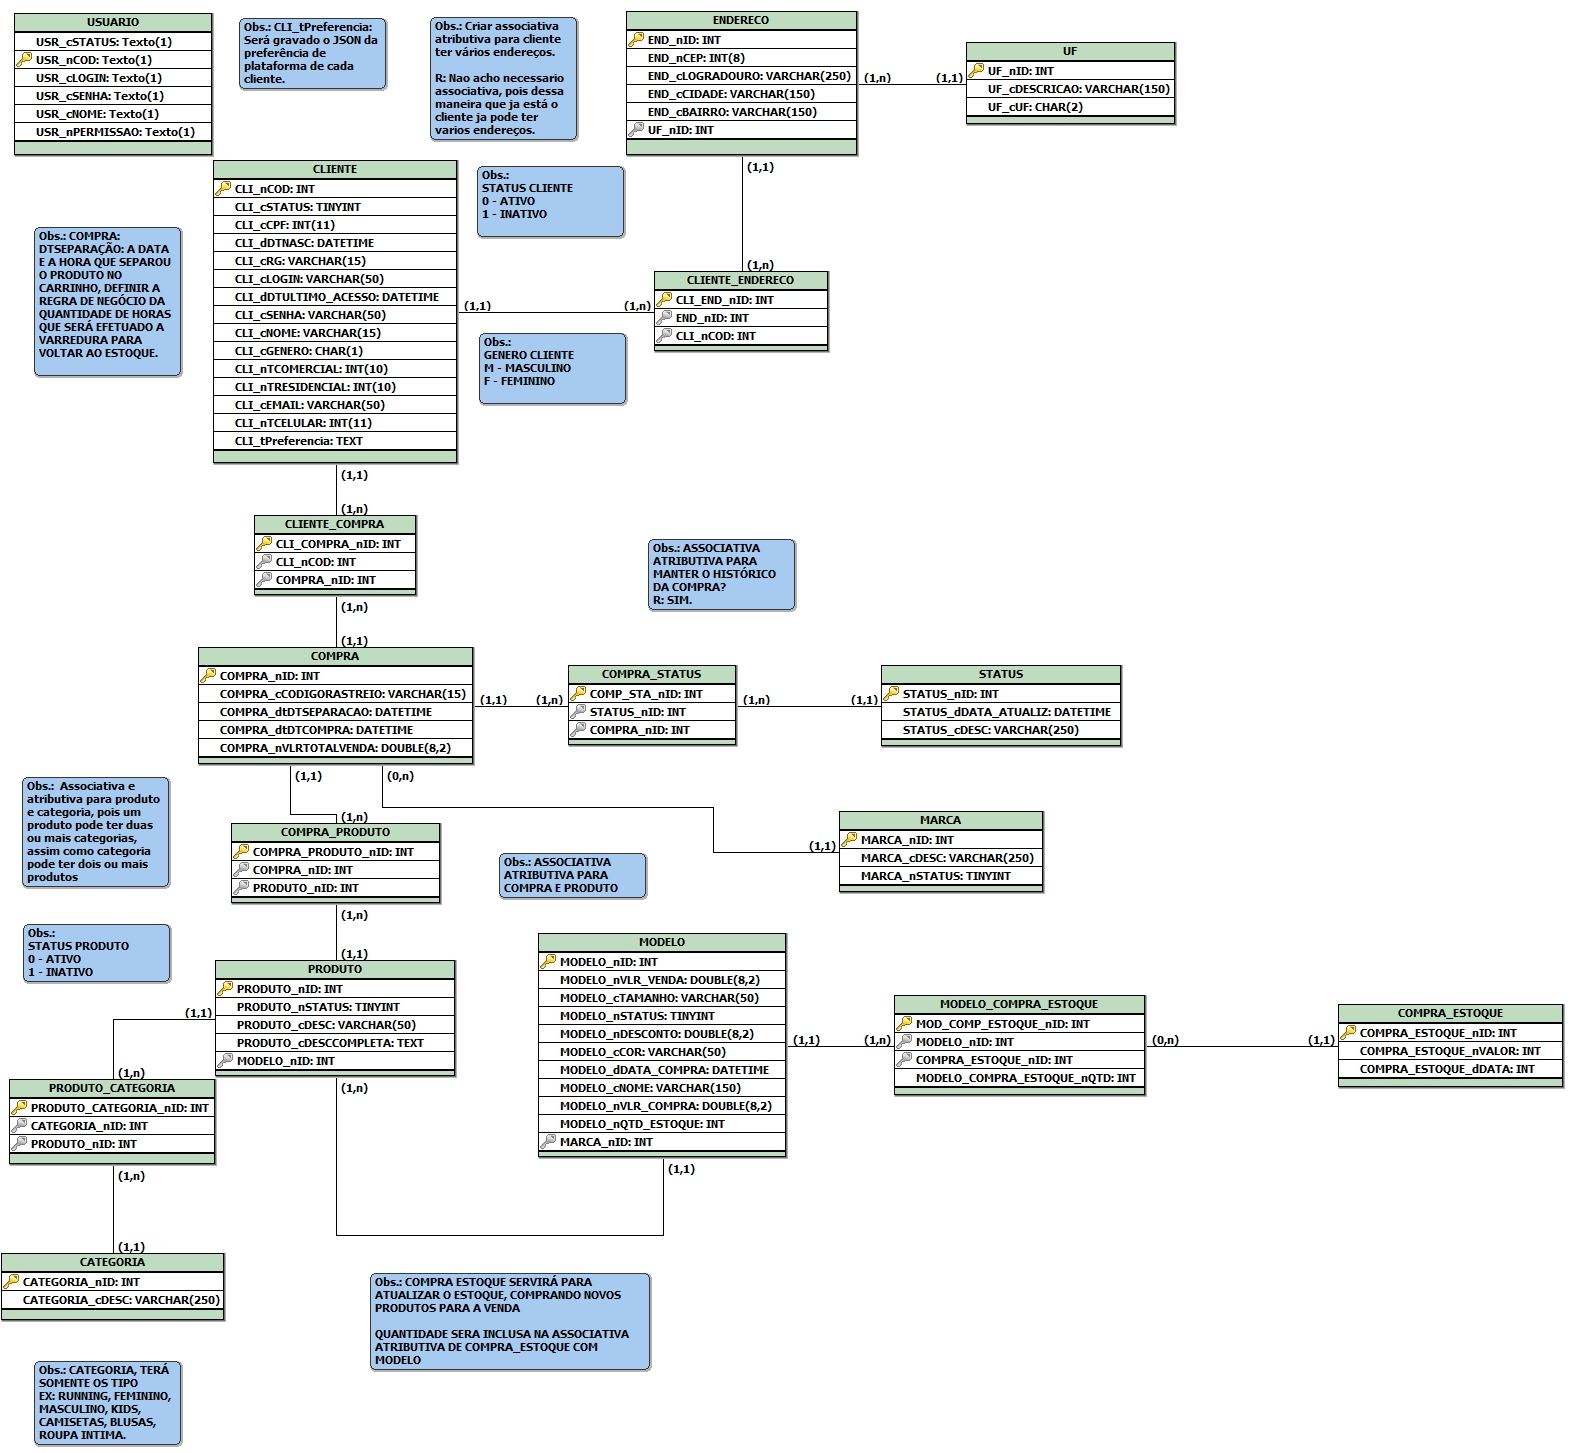 USUARIO
USR_cSTATUS: Texto(1)
USR_nCOD: Texto(1)
USR_cLOGIN: Texto(1)
USR_cSENHA: Texto(1)
USR_cNOME: Texto(1)
USR_nPERMISSAO: Texto(1)
Obs.: CLI_tPreferencia:
Será gravado o JSON da
preferência de
plataforma de cada
cliente.
Obs.: Criar associativa
atributiva para cliente
ter vários endereços.
R: Nao acho necessario
associativa, pois dessa
maneira que ja está o
cliente ja pode ter
varios endereços.
ENDERECO
END_nID: INT
END_nCEP: INT(8)
END_cLOGRADOURO: VARCHAR(250)
END_cCIDADE: VARCHAR(150)
END_cBAIRRO: VARCHAR(150)
UF_nID: INT
(1,n)
(1,1)
UF
UF_nID: INT
UF_cDESCRICAO: VARCHAR(150)
UF_cUF: CHAR(2)
(1,1)
(1,n)
CLIENTE
CLI_nCOD: INT
CLI_cSTATUS: TINYINT
CLI_cCPF: INT(11)
CLI_dDTNASC: DATETIME
CLI_cRG: VARCHAR(15)
CLI_cLOGIN: VARCHAR(50)
CLI_dDTULTIMO_ACESSO: DATETIME
CLI_cSENHA: VARCHAR(50)
CLI_cNOME: VARCHAR(15)
CLI_cGENERO: CHAR(1)
CLI_nTCOMERCIAL: INT(10)
CLI_nTRESIDENCIAL: INT(10)
CLI_cEMAIL: VARCHAR(50)
CLI_nTCELULAR: INT(11)
CLI_tPreferencia: TEXT
Obs.:
STATUS CLIENTE
0 - ATIVO
1 - INATIVO
Obs.: COMPRA:
DTSEPARAÇÃO: A DATA
E A HORA QUE SEPAROU
O PRODUTO NO
CARRINHO, DEFINIR A
REGRA DE NEGÓCIO DA
QUANTIDADE DE HORAS
QUE SERÁ EFETUADO A
VARREDURA PARA
VOLTAR AO ESTOQUE.
(1,1)
(1,n)
CLIENTE_ENDERECO
CLI_END_nID: INT
END_nID: INT
CLI_nCOD: INT
Obs.:
GENERO CLIENTE
M - MASCULINO
F - FEMININO
(1,1)
(1,n)
CLIENTE_COMPRA
CLI_COMPRA_nID: INT
CLI_nCOD: INT
COMPRA_nID: INT
(1,n)
(1,1)
Obs.: ASSOCIATIVA
ATRIBUTIVA PARA
MANTER O HISTÓRICO
DA COMPRA?
R: SIM.
COMPRA
COMPRA_nID: INT
COMPRA_cCODIGORASTREIO: VARCHAR(15)
COMPRA_dtDTSEPARACAO: DATETIME
COMPRA_dtDTCOMPRA: DATETIME
COMPRA_nVLRTOTALVENDA: DOUBLE(8,2)
(1,1)
(1,n)
COMPRA_STATUS
COMP_STA_nID: INT
STATUS_nID: INT
COMPRA_nID: INT
(1,n)
(1,1)
STATUS
STATUS_nID: INT
STATUS_dDATA_ATUALIZ: DATETIME
STATUS_cDESC: VARCHAR(250)
(1,1)
(0,n)
(1,n)
Obs.: Associativa e
atributiva para produto
e categoria, pois um
produto pode ter duas
ou mais categorias,
assim como categoria
pode ter dois ou mais
produtos
COMPRA_PRODUTO
COMPRA_PRODUTO_nID: INT
COMPRA_nID: INT
PRODUTO_nID: INT
(1,n)
(1,1)
Obs.: ASSOCIATIVA
ATRIBUTIVA PARA
COMPRA E PRODUTO
(1,1)
MARCA
MARCA_nID: INT
MARCA_cDESC: VARCHAR(250)
MARCA_nSTATUS: TINYINT
Obs.:
STATUS PRODUTO
0 - ATIVO
1 - INATIVO
PRODUTO
PRODUTO_nID: INT
PRODUTO_nSTATUS: TINYINT
PRODUTO_cDESC: VARCHAR(50)
PRODUTO_cDESCCOMPLETA: TEXT
MODELO_nID: INT
(1,1)
(1,n)
(1,n)
MODELO
MODELO_nID: INT
MODELO_nVLR_VENDA: DOUBLE(8,2)
MODELO_cTAMANHO: VARCHAR(50)
MODELO_nSTATUS: TINYINT
MODELO_nDESCONTO: DOUBLE(8,2)
MODELO_cCOR: VARCHAR(50)
MODELO_dDATA_COMPRA: DATETIME
MODELO_cNOME: VARCHAR(150)
MODELO_nVLR_COMPRA: DOUBLE(8,2)
MODELO_nQTD_ESTOQUE: INT
MARCA_nID: INT
(1,1)
(1,1)
(1,n)
MODELO_COMPRA_ESTOQUE
MOD_COMP_ESTOQUE_nID: INT
MODELO_nID: INT
COMPRA_ESTOQUE_nID: INT
MODELO_COMPRA_ESTOQUE_nQTD: INT
(0,n)
(1,1)
COMPRA_ESTOQUE
COMPRA_ESTOQUE_nID: INT
COMPRA_ESTOQUE_nVALOR: INT
COMPRA_ESTOQUE_dDATA: INT
PRODUTO_CATEGORIA
PRODUTO_CATEGORIA_nID: INT
CATEGORIA_nID: INT
PRODUTO_nID: INT
(1,n)
(1,1)
CATEGORIA
CATEGORIA_nID: INT
CATEGORIA_cDESC: VARCHAR(250)
Obs.: COMPRA ESTOQUE SERVIRÁ PARA
ATUALIZAR O ESTOQUE, COMPRANDO NOVOS
PRODUTOS PARA A VENDA
QUANTIDADE SERA INCLUSA NA ASSOCIATIVA
ATRIBUTIVA DE COMPRA_ESTOQUE COM
MODELO
Obs.: CATEGORIA, TERÁ
SOMENTE OS TIPO
EX: RUNNING, FEMININO,
MASCULINO, KIDS,
CAMISETAS, BLUSAS,
ROUPA INTIMA.